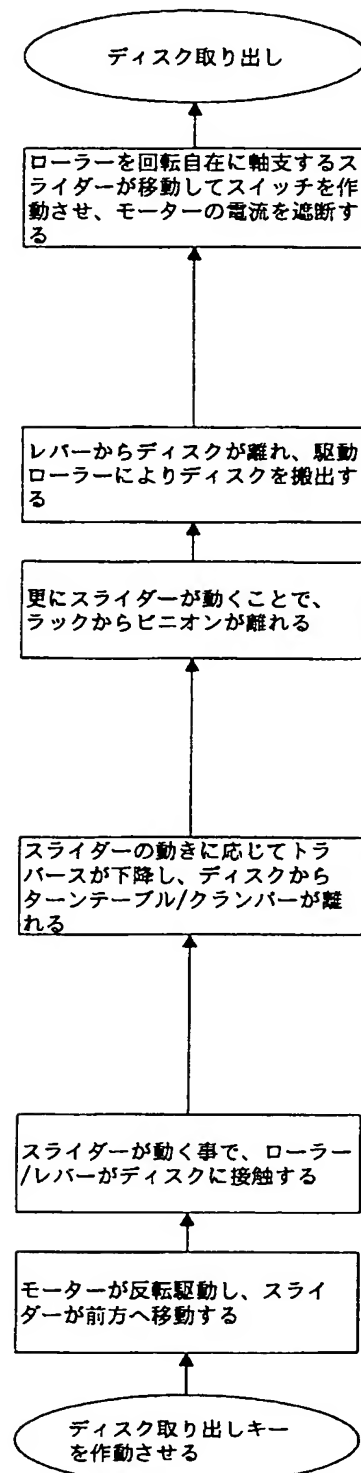 ディスク取り出し
ローラーを回転自在に軸支するス
ライダーが移動してスイッチを作
動させ、モーターの電流を遮断す
る
レバーからディスクが離れ、駆動
ローラーによりディスクを搬出す
る
更にスライダーが動くことで、
ラックからピニオンが離れる
スライダーの動きに応じてトラ
バースが下降し、ディスクから
ターンテーブル/クランパーが離
れる
スライダーが動く事で、ローラー
/レバーがディスクに接触する
モーターが反転駆動し、スライ
ダーが前方へ移動する
ディスク取り出しキー
を作動させる